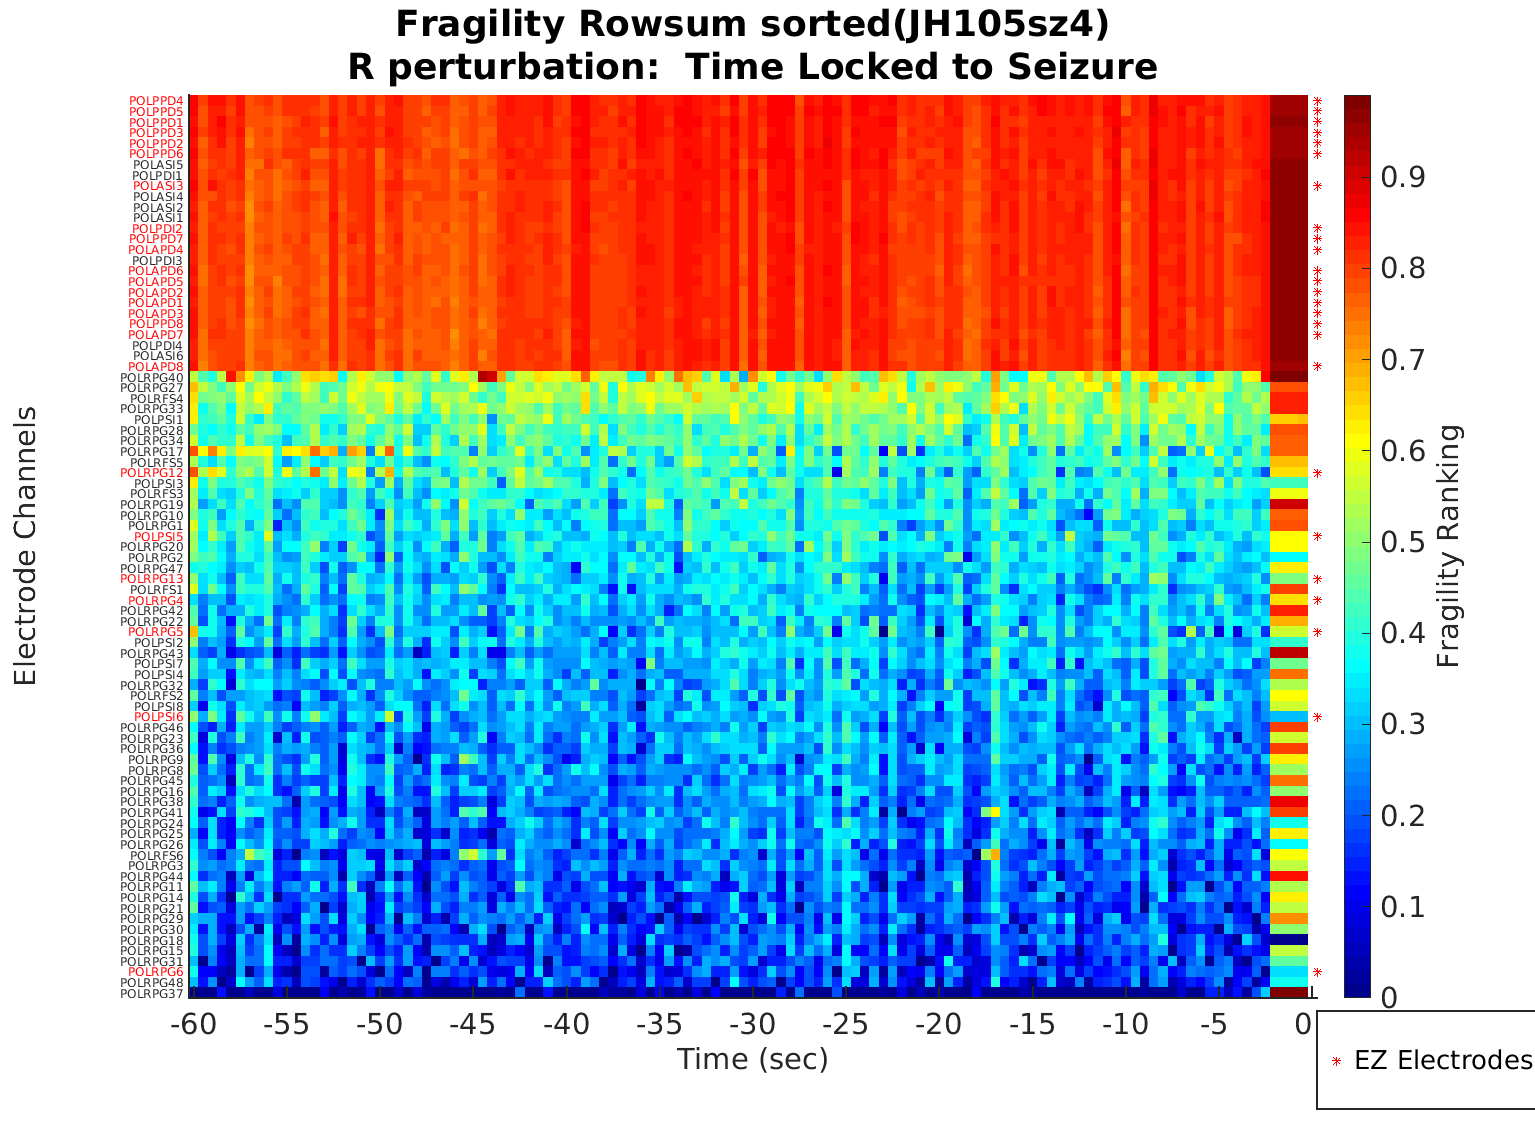 Fragility Rowsum sorted(JH105sz4)
R perturbation: Time Locked to Seizure
Electrode Channels
POLPPD4
POLPPD5
POLPPD1
POLPPD3
POLPPD2
POLPPD6
POLASI5
POLPDI1
POLASI3
POLASI4
POLASI2
POLASI1
POLPDI2
POLPPD7
POLAPD4
POLPDI3
POLAPD6
POLAPD5
POLAPD2
POLAPD1
POLAPD3
POLPPD8
POLAPD7
POLPDI4
POLASI6
POLAPD8
POLRPG40
POLRPG27
POLRFS4
POLRPG33
POLPSI1
POLRPG28
POLRPG34
POLRPG17
POLRFS5
POLRPG12
POLPSI3
POLRFS3
POLRPG19
POLRPG10
POLRPG1
POLPSI5
POLRPG20
POLRPG2
POLRPG47
POLRPG13
POLRFS1
POLRPG4
POLRPG42
POLRPG22
POLRPG5
POLPSI2
POLRPG43
POLPSI7
POLPSI4
POLRPG32
POLRFS2
POLPSI8
POLPSI6
POLRPG46
POLRPG23
POLRPG36
POLRPG9
POLRPG8
POLRPG45
POLRPG16
POLRPG38
POLRPG41
POLRPG24
POLRPG25
POLRPG26
POLRFS6
POLRPG3
POLRPG44
POLRPG11
POLRPG14
POLRPG21
POLRPG29
POLRPG30
POLRPG18
POLRPG15
POLRPG31
POLRPG6
POLRPG48
POLRPG37
-60 -55 -50 -45 -40 -35 -30 -25 -20 -15 -10 -5 0
Time (sec)
0.9
0.8
0.7
0.6
0.5
0.4
0.3
0.2
0.1
0
Fragility Ranking
EZ Electrodes